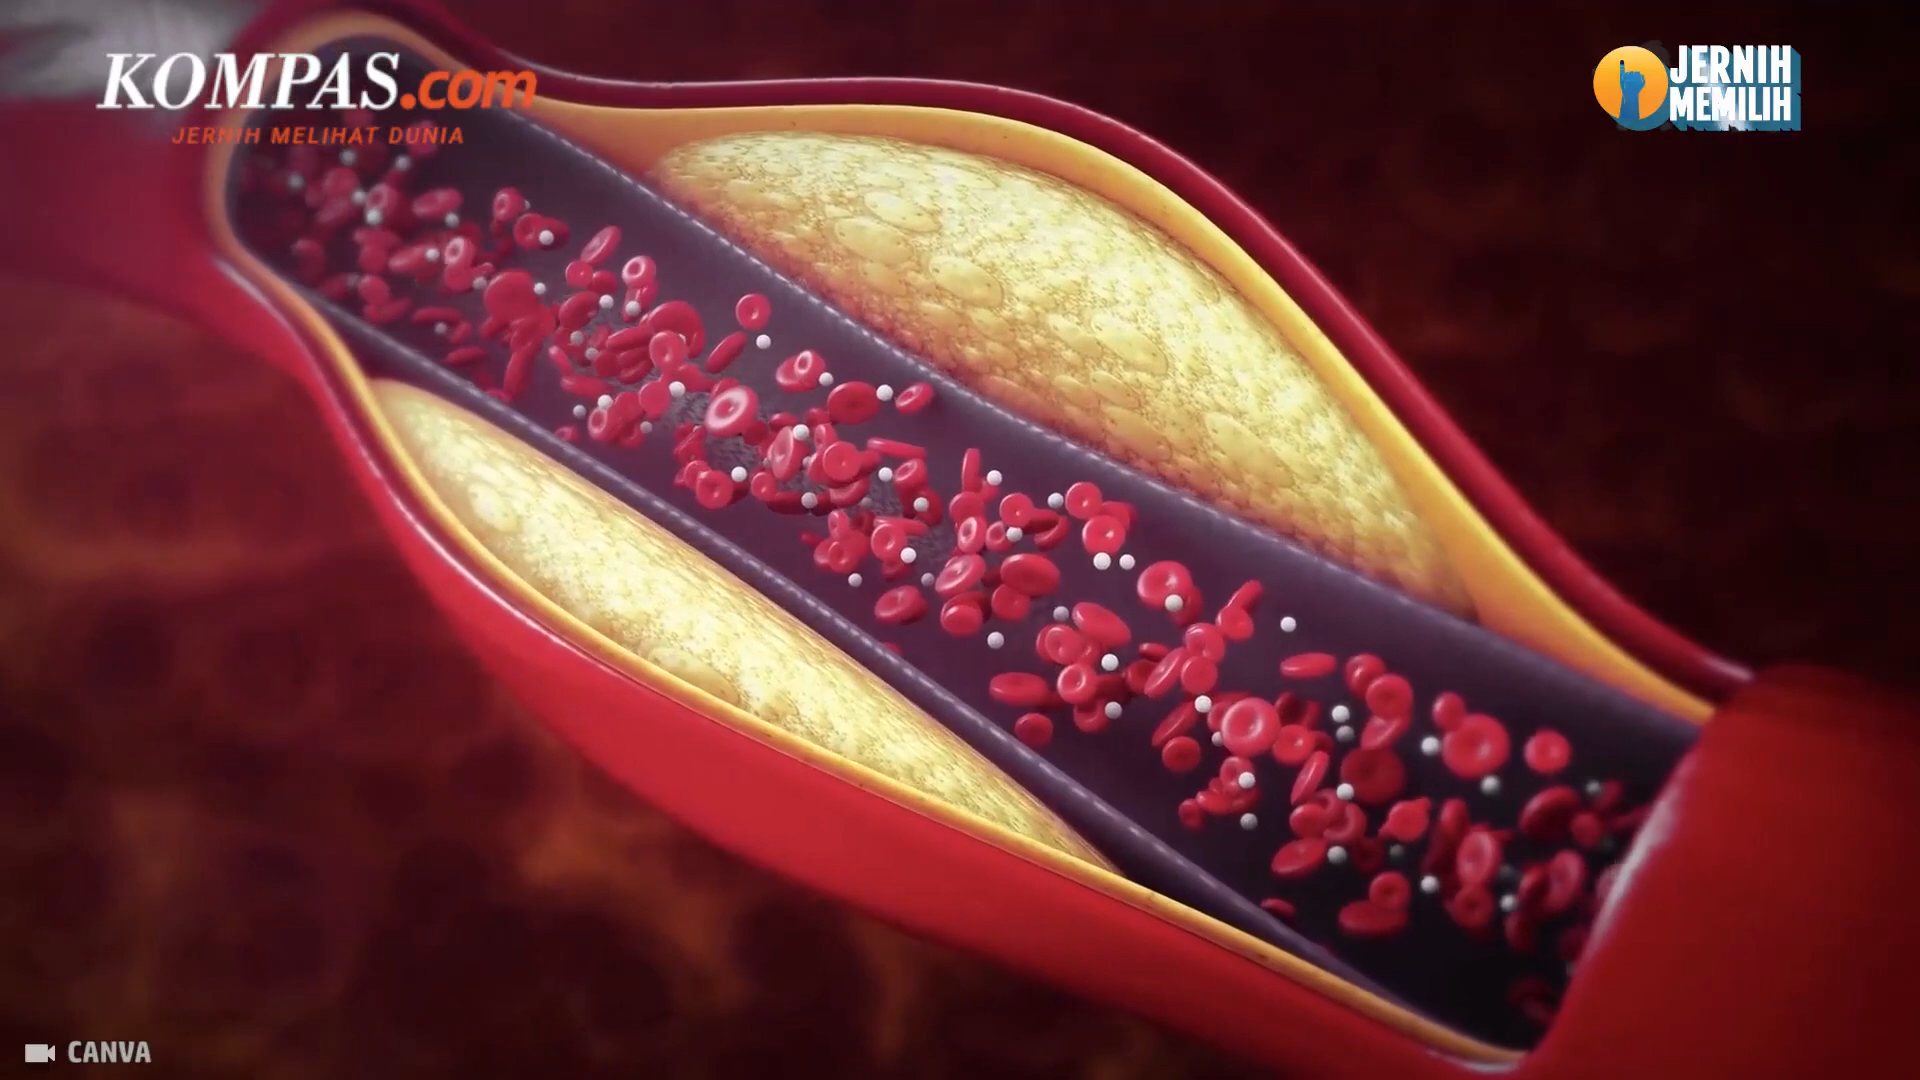 KOMPAS.com
JERNIH MELIHAT DUNIA
JERNIH
MEMILIH
CANVA